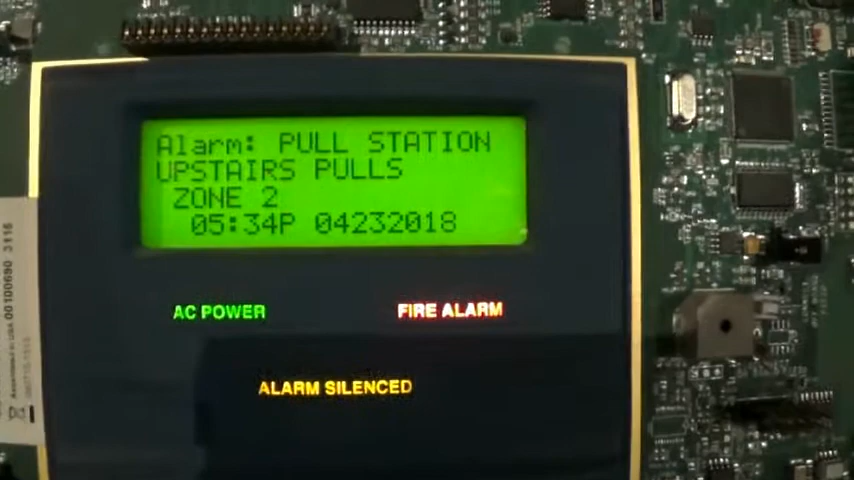 Alarm: PULL STATION
UPSTAIRS PULLS
ZONE 2
05:34P 04232018
AC POWER
FIRE ALARM
ALARM SILENCED